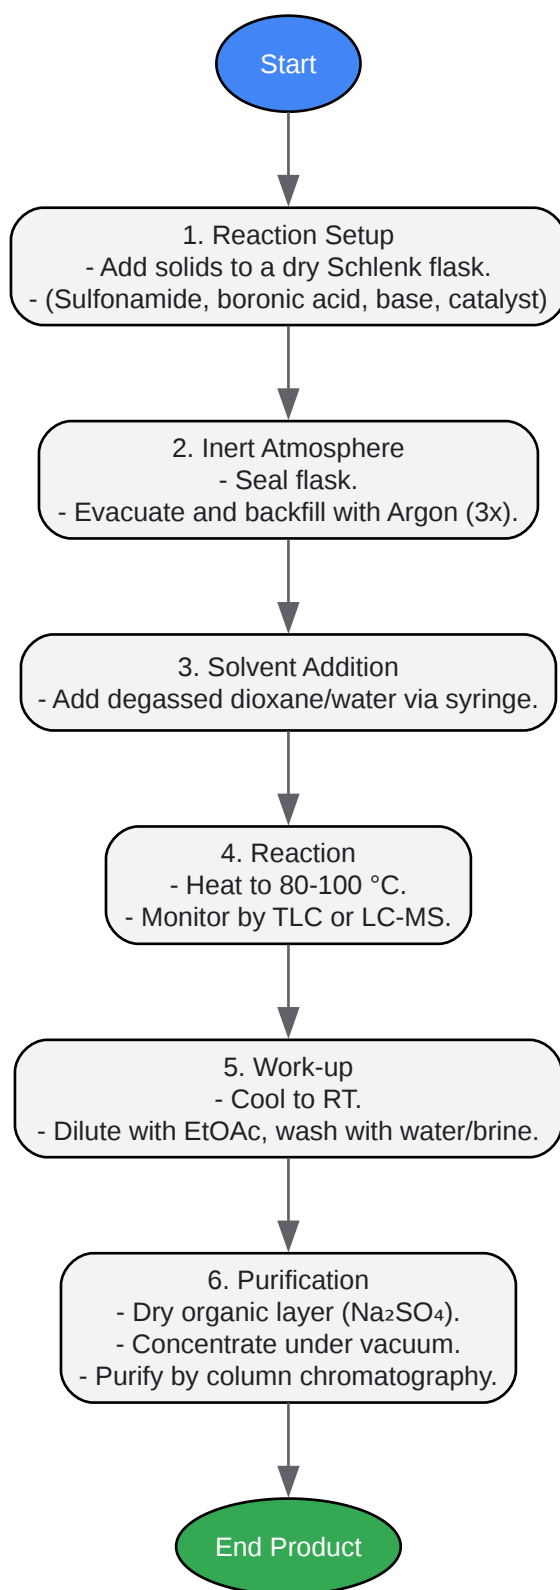 Start
1. Reaction Setup
- Add solids to a dry Schlenk flask.
- (Sulfonamide, boronic acid, base, catalyst)
2. Inert Atmosphere
- Seal flask.
- Evacuate and backfill with Argon (3x).
3. Solvent Addition
- Add degassed dioxane/water via syringe.
4. Reaction
- Heat to 80-100 °C.
- Monitor by TLC or LC-MS.
5. Work-up
- Cool to RT.
- Dilute with EtOAc, wash with water/brine.
6. Purification
- Dry organic layer (Na₂SO₄).
- Concentrate under vacuum.
- Purify by column chromatography.
End Product